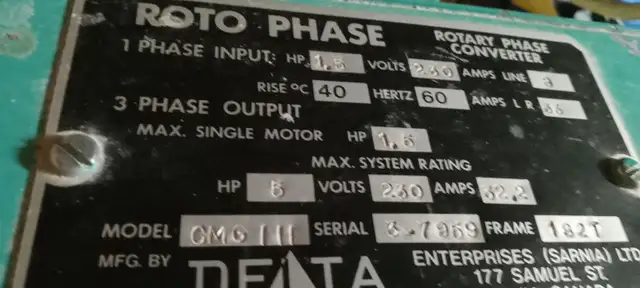 ROTO PHASE
ROTARY PHASE
CONVERTER
1 PHASE INPUT: HP. 1.5 VOLTS 230 AMPS LINE 3
RISE °C 40 HERTZ 60 AMPS L R
3 PHASE OUTPUT
MAX. SINGLE MOTOR HP 1.5
MAX. SYSTEM RATING
HP 5 VOLTS 230 AMPS
MODEL SERIAL FRAME 182T
MFG. BY DELTA ENTERPRISES (SARNIA) LTD
177 SAMUEL ST.